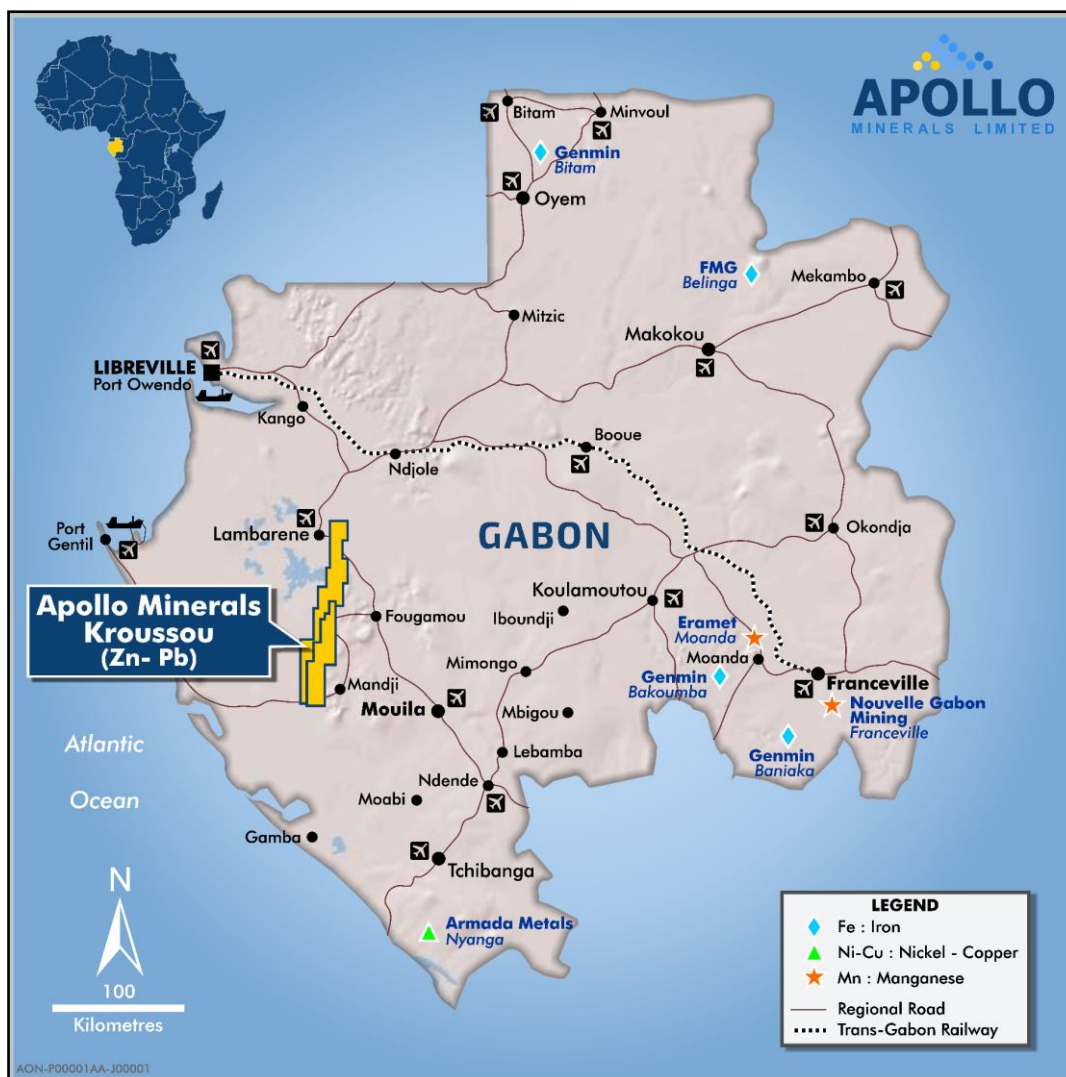 APOLLO
MINERALS LIMITED
Bitam
Minvoul
Genmin
Bitam
Oyem
FMG
Belinga
Mekambo
Mitzic
Makokou
LIBREVILLE
Port Owendo
Kango
Booue
Ndjole
Port
Gentil
Lambarene
GABON
Okondja
Koulamoutou
Apollo Minerals
Kroussou
(Zn- Pb)
Fougamou
Iboundji
Eramet
Moanda
Moanda
Mimongo
Genmin
Bakoumba
Franceville
Mandji
Mouila
Mbigou
Nouvelle Gabon
Mining
Franceville
Atlantic
Ocean
Lebamba
Genmin
Baniaka
Ndende
Moabi
Gamba
Tchibanga
N
Armada Metals
Nyanga
100
Kilometres
LEGEND
Fe : Iron
Ni-Cu : Nickel - Copper
Mn : Manganese
Regional Road
Trans-Gabon Railway
AON-P00001AA-J00001